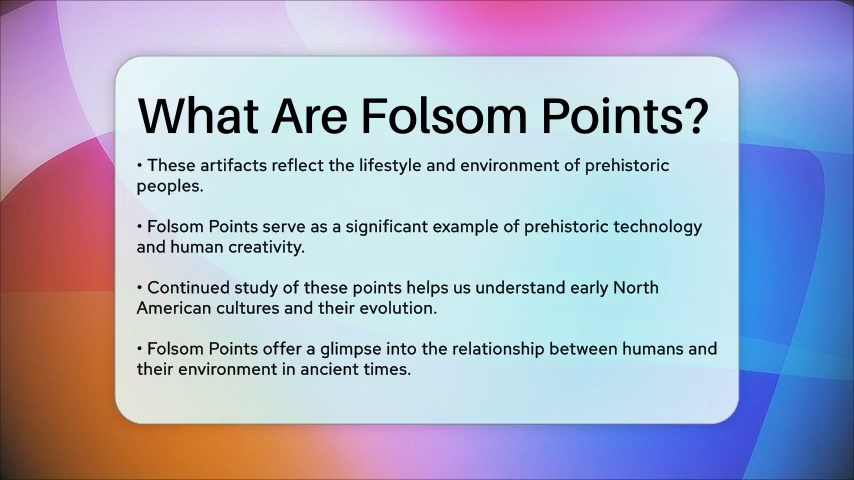 What Are Folsom Points?
• These artifacts reflect the lifestyle and environment of prehistoric
peoples.
• Folsom Points serve as a significant example of prehistoric technology
and human creativity.
• Continued study of these points helps us understand early North
American cultures and their evolution.
• Folsom Points offer a glimpse into the relationship between humans and
their environment in ancient times.